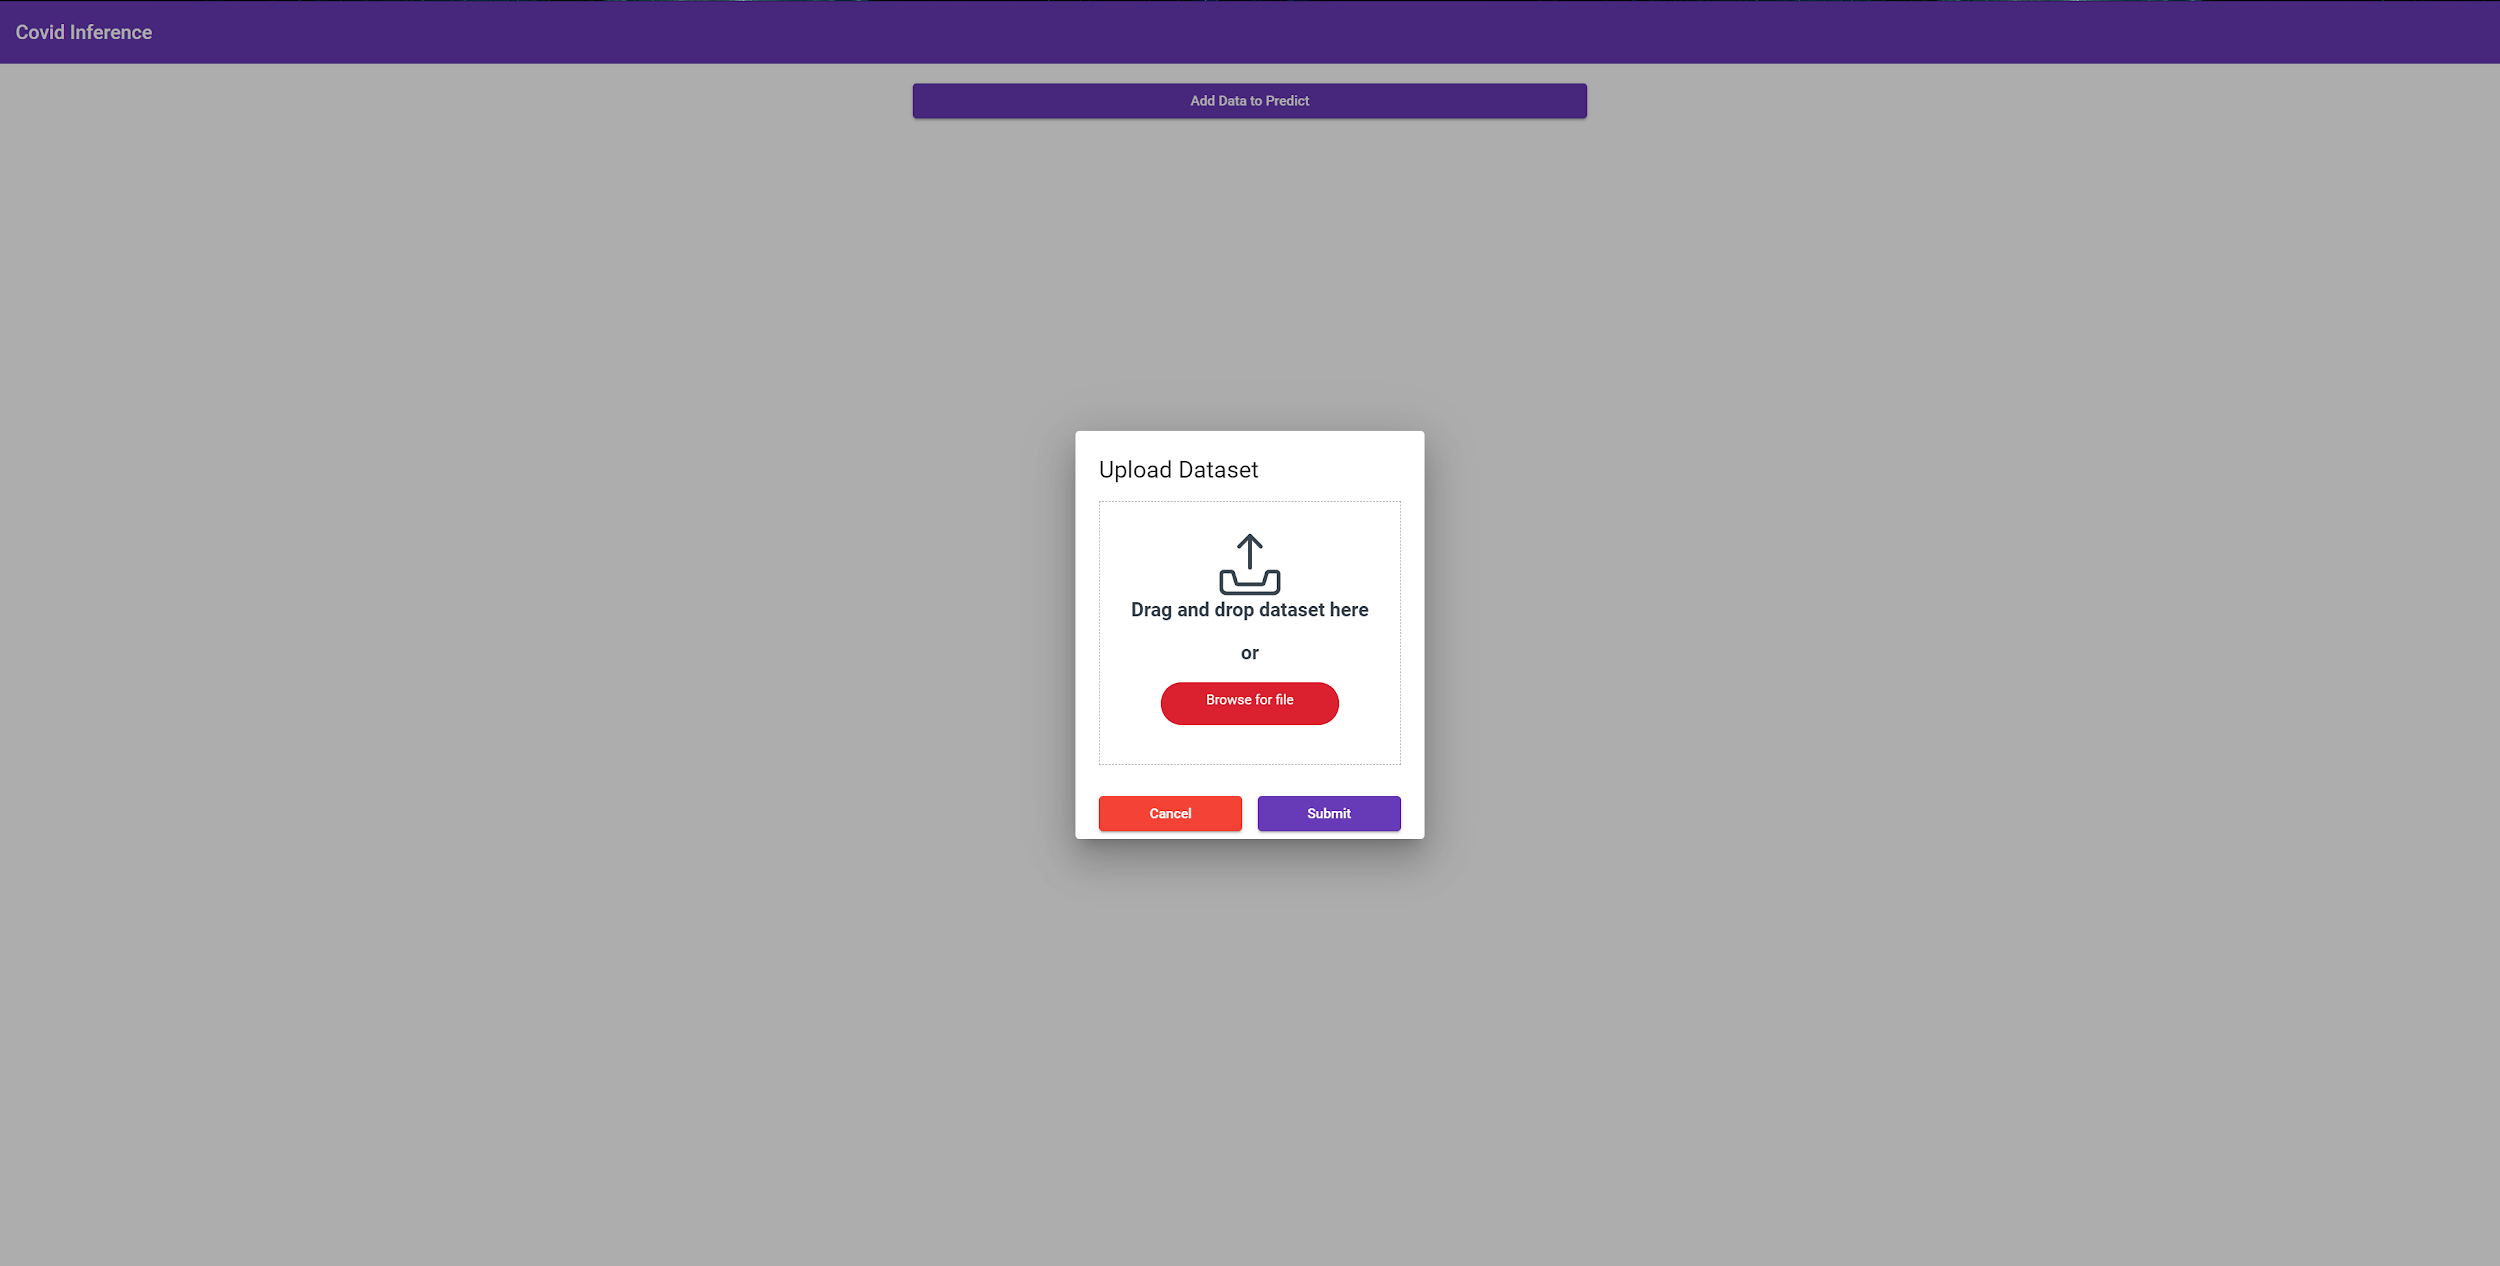 Covid Inference
Add Data to Predict
Upload Dataset
Drag and drop dataset here
or
Browse for file
Cancel
Submit